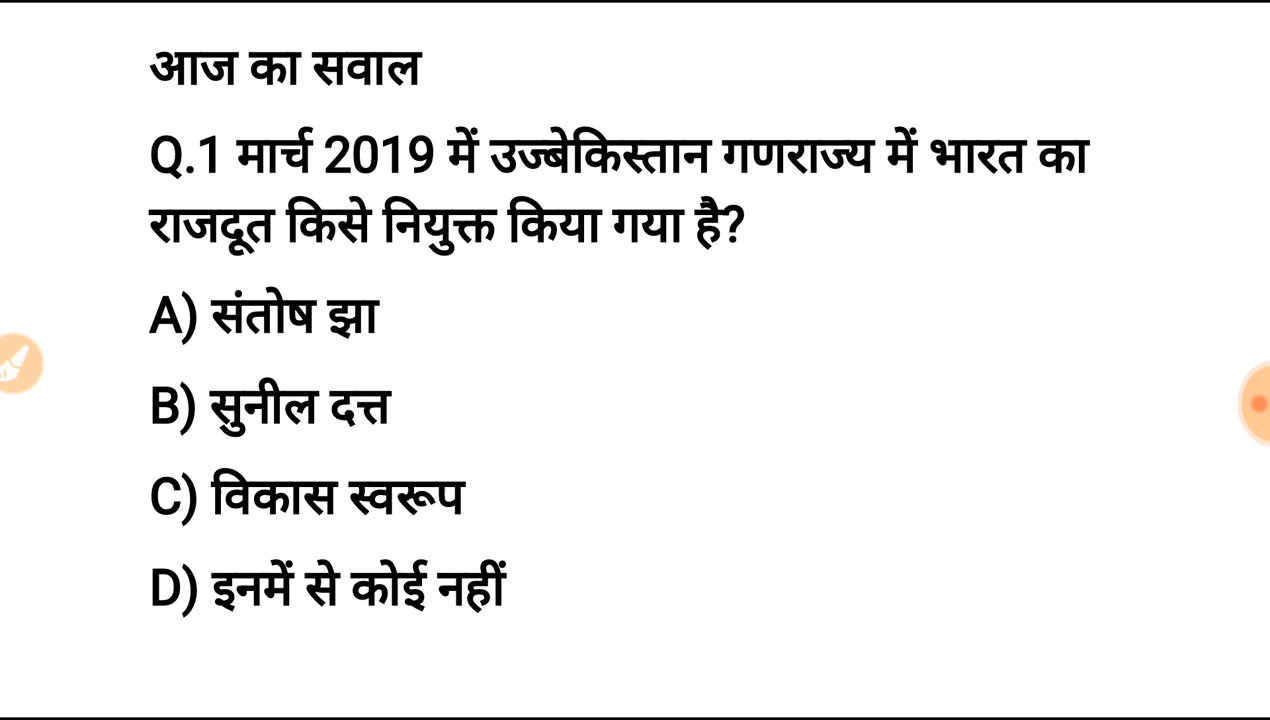 आज का सवाल
Q.1 मार्च 2019 में उज्बेकिस्तान गणराज्य में भारत का
राजदूत किसे नियुक्त किया गया है?
A) संतोष झा
B) सुनील दत्त
C) विकास स्वरूप
D) इनमें से कोई नहीं